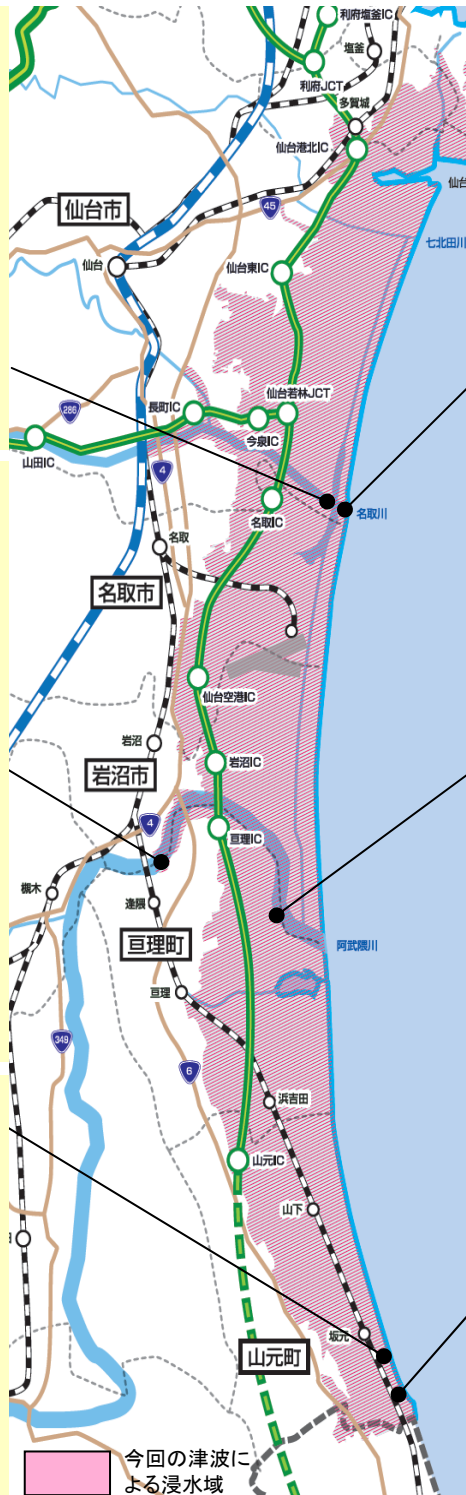 利府塩釜IC
塩釜
利府JCT
多賀城
仙台港北IC
仙台
仙台市
45
七北田川
仙台
仙台東IC
仙台若林JCT
長町IC
286
今泉IC
山田IC
4
名取IC
名取川
名取
名取市
仙台空港IC
岩沼
岩沼IC
岩沼市
4
亘理IC
槻木
逢隈
亘理町
阿武隈川
亘理
349
6
浜吉田
山元IC
山下
坂元
山元町
今回の津波に
よる浸水域